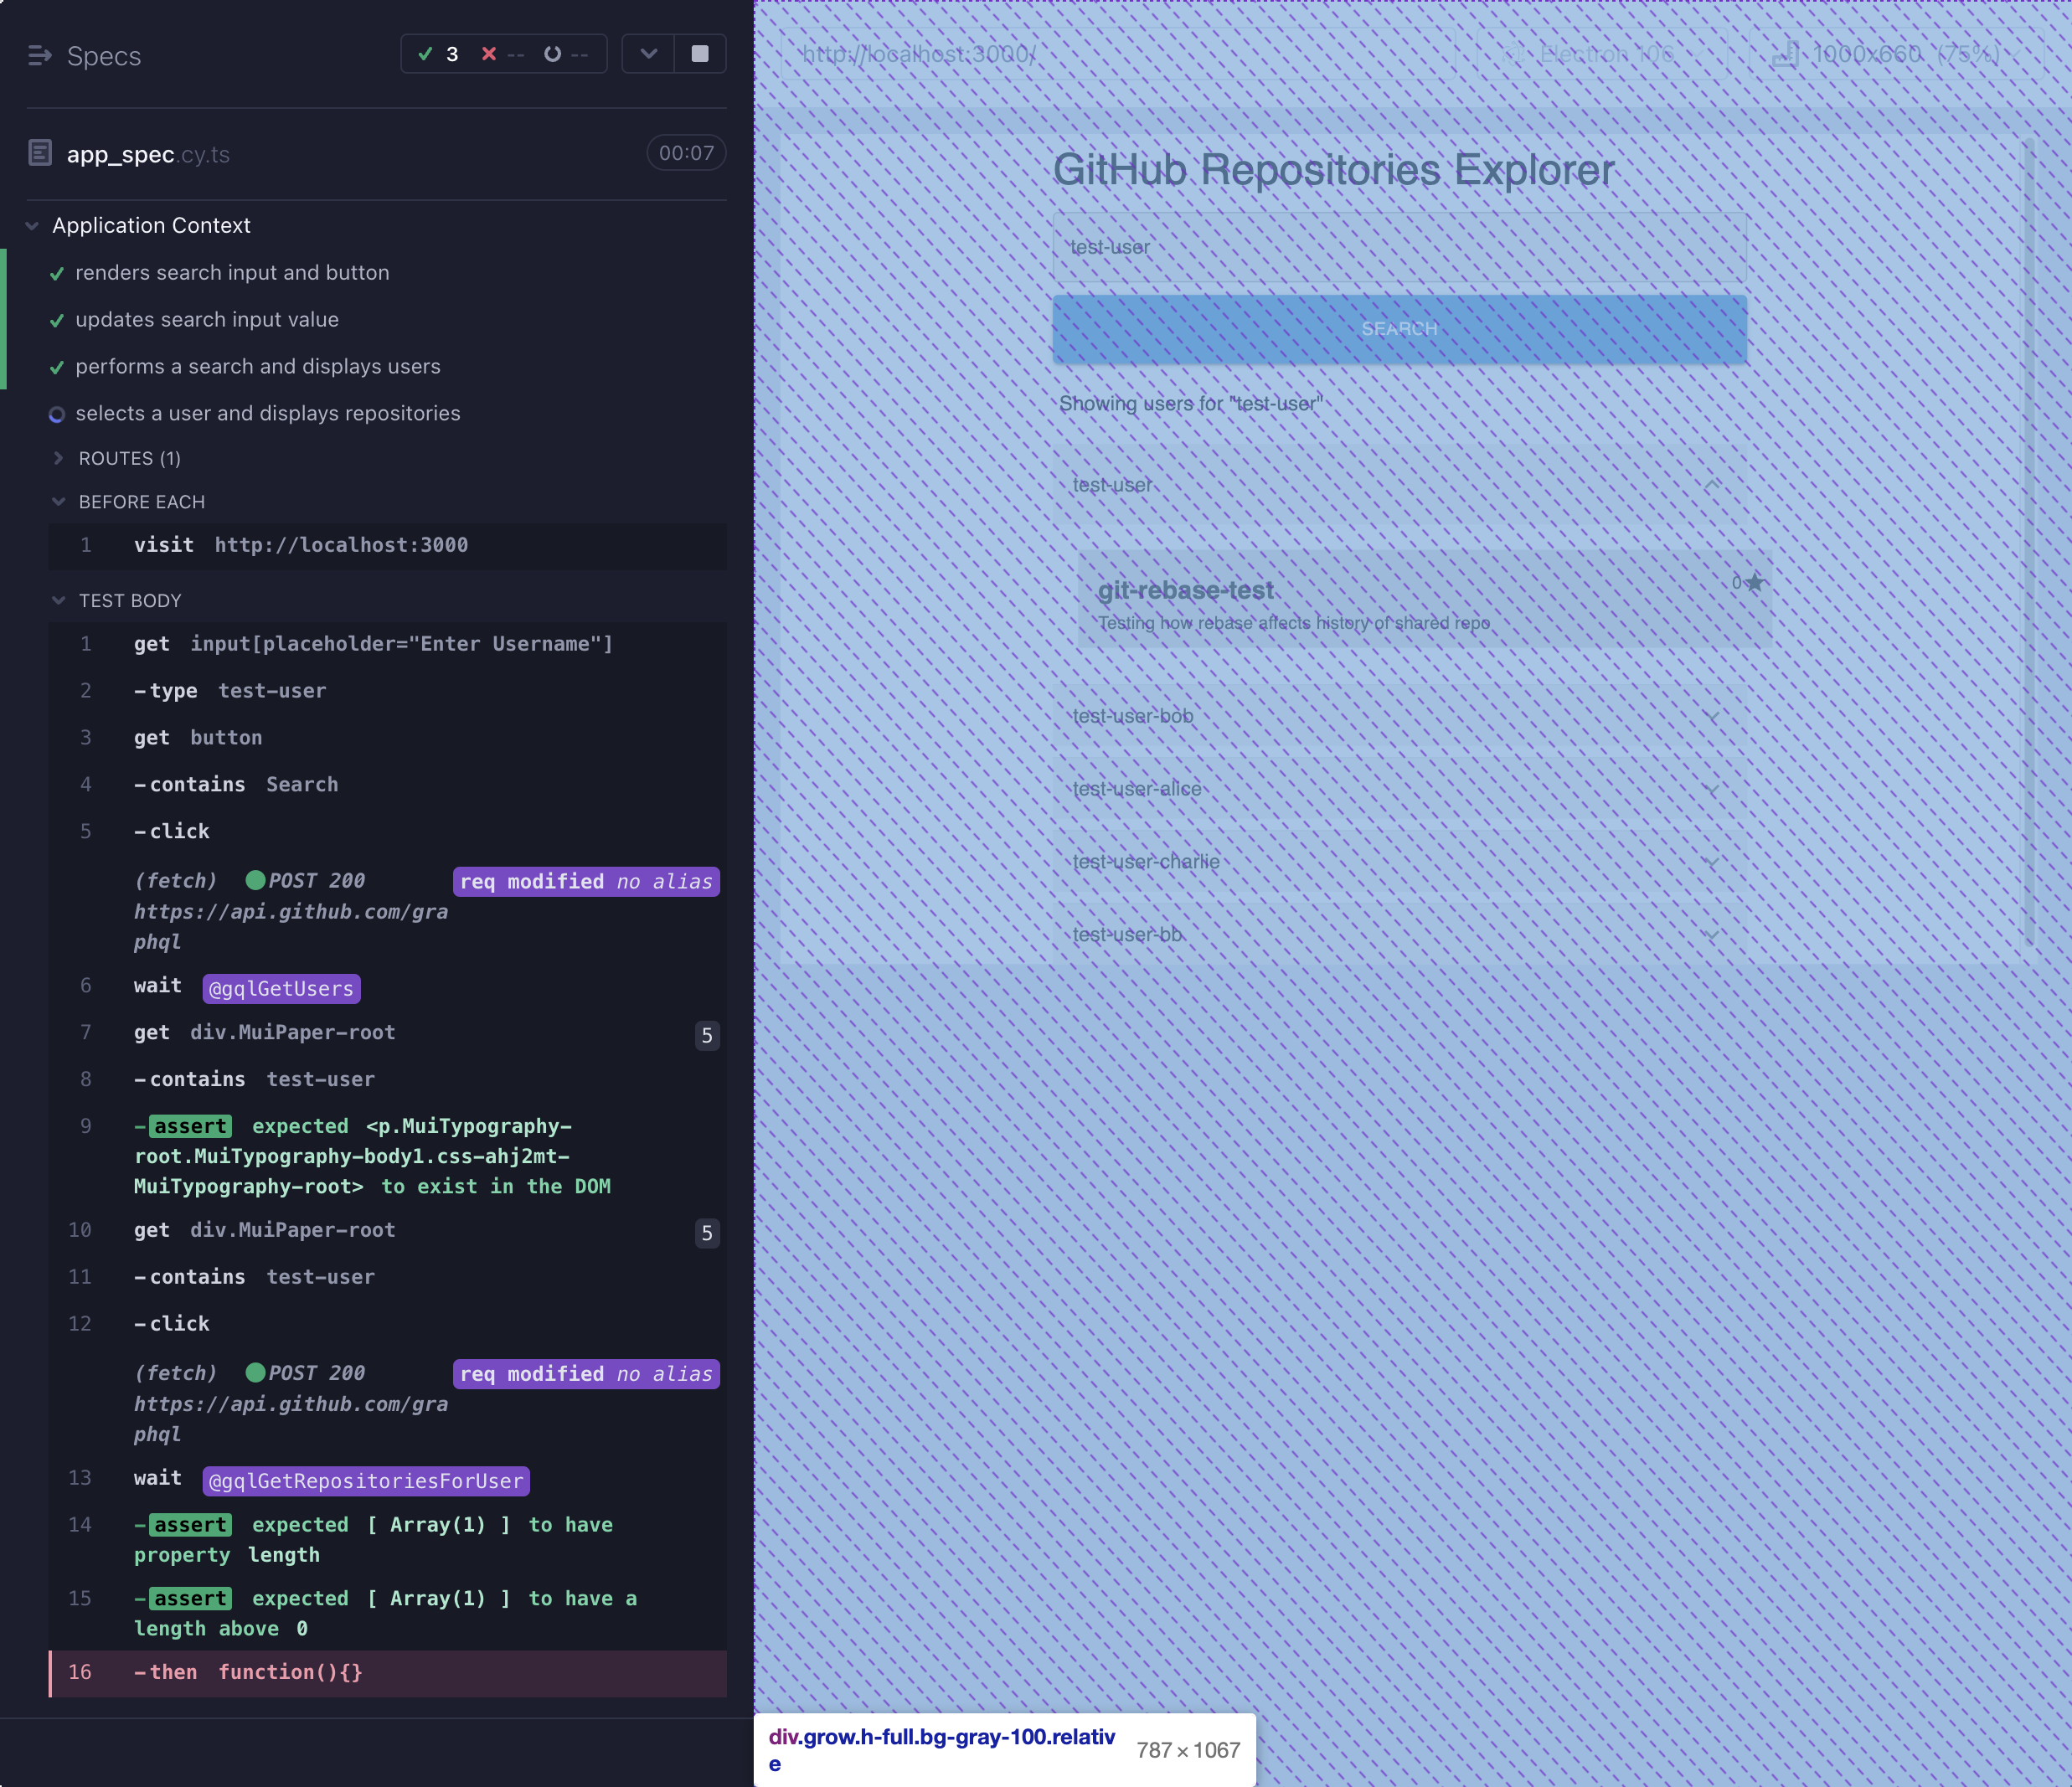 Specs
3 -- --
app_spec.cy.ts
00:07
Application Context
renders search input and button
updates search input value
performs a search and displays users
selects a user and displays repositories
ROUTES (1)
BEFORE EACH
1 visit http://localhost:3000
TEST BODY
1 get input[placeholder="Enter Username"]
2 -type test-user
3 get button
4 -contains Search
5 -click
(fetch) POST 200 req modified no alias
https://api.github.com/gra
phql
6 wait @gqlGetUsers
7 get div.MuiPaper-root 5
8 -contains test-user
9 -assert expected <p.MuiTypography-
root.MuiTypography-body1.css-ahj2mt-
MuiTypography-root> to exist in the DOM
10 get div.MuiPaper-root 5
11 -contains test-user
12 -click
(fetch) POST 200 req modified no alias
https://api.github.com/gra
phql
13 wait @gqlGetRepositoriesForUser
14 -assert expected [ Array(1) ] to have
property length
15 -assert expected [ Array(1) ] to have a
length above 0
16 -then function(){}
http://localhost:3000/
Electron 106
1000x660 (75%)
GitHub Repositories Explorer
test-user
SEARCH
Showing users for "test-user"
test-user
git-rebase-test
0
Testing how rebase affects history of shared repo
test-user-bob
test-user-alice
test-user-charlie
test-user-bb
div.grow.h-full.bg-gray-100.relativ
e
787 × 1067